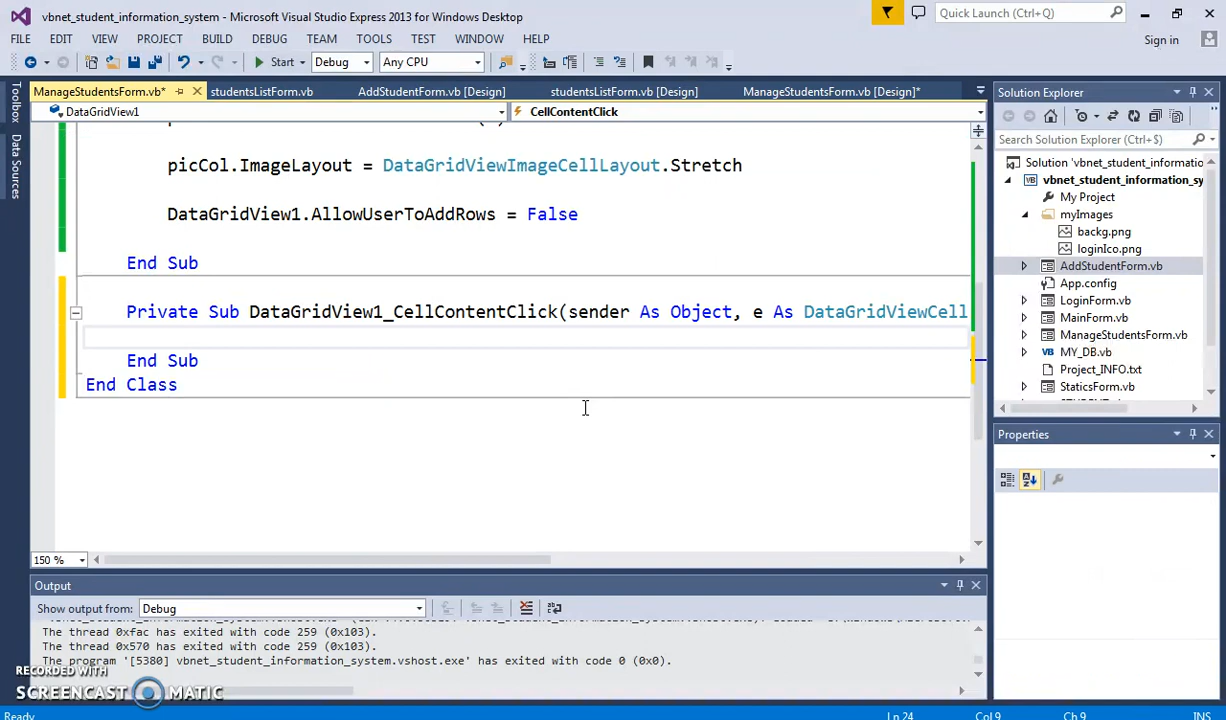 vbnet_student_information_system - Microsoft Visual Studio Express 2013 for Windows Desktop
Quick Launch (Ctrl+Q)
FILE EDIT VIEW PROJECT BUILD DEBUG TEAM TOOLS TEST WINDOW HELP
Sign in
Start Debug Any CPU
ManageStudentsForm.vb* studentsListForm.vb AddStudentForm.vb [Design] studentsListForm.vb [Design] ManageStudentsForm.vb [Design]*
Solution Explorer
DataGridView1 CellContentClick
Toolbox
Data Sources
picCol.ImageLayout = DataGridViewImageCellLayout.Stretch
DataGridView1.AllowUserToAddRows = False
End Sub
Private Sub DataGridView1_CellContentClick(sender As Object, e As DataGridViewCell
End Sub
End Class
150 %
Search Solution Explorer (Ctrl+$)
Solution 'vbnet_student_informatio
vbnet_student_information_sy
My Project
myImages
backg.png
loginIco.png
AddStudentForm.vb
App.config
LoginForm.vb
MainForm.vb
ManageStudentsForm.vb
MY_DB.vb
Project_INFO.txt
StaticsForm.vb
Properties
Output
Show output from: Debug
The thread 0xfac has exited with code 259 (0x103).
The thread 0x570 has exited with code 259 (0x103).
The program '[5380] vbnet_student_information_system.vshost.exe' has exited with code 0 (0x0).
RECORDED WITH
SCREENCAST MATIC
Ready Ln 24 Col 9 Ch 9 INS